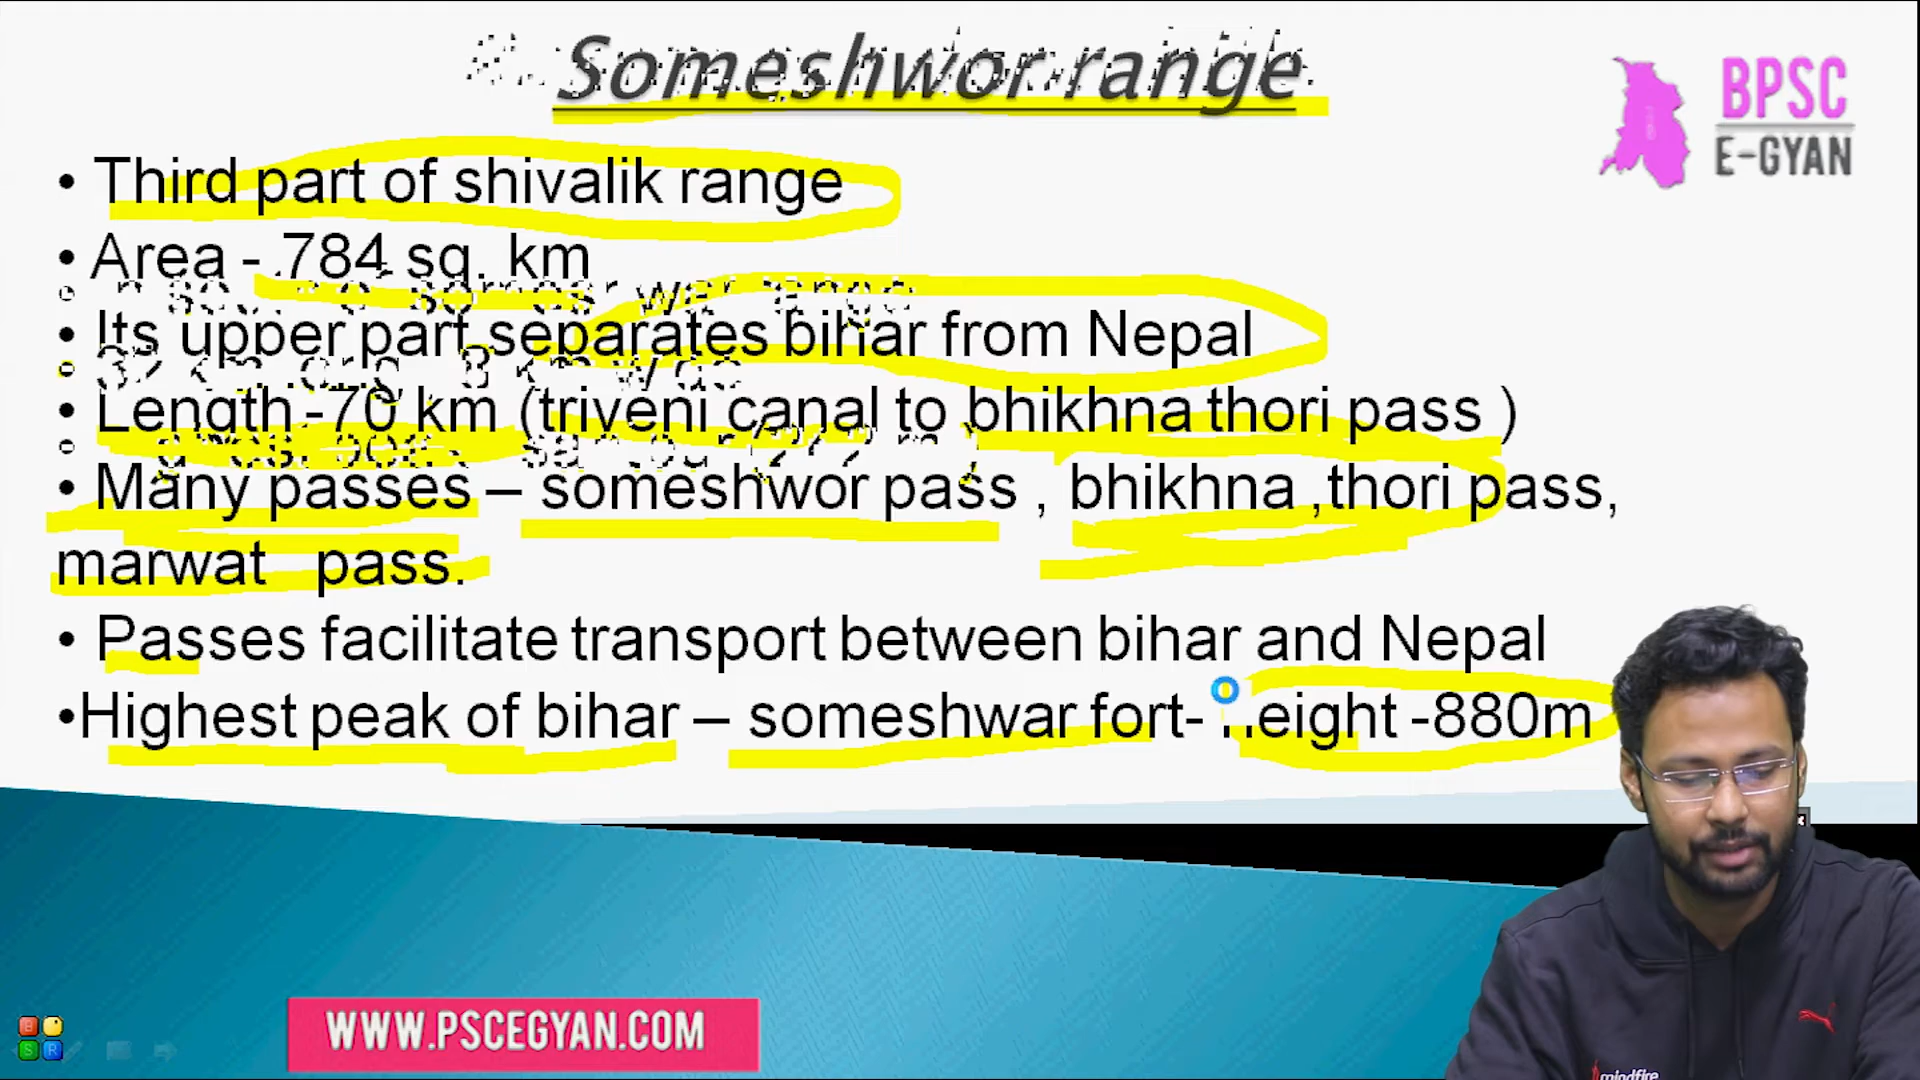 Someshwor range
BPSC
E-GYAN
• Third part of shivalik range
• Area - 784 sq. km
• Its upper part separates bihar from Nepal
• Length -70 km (triveni canal to bhikhna thori pass )
• Many passes – someshwor pass , bhikhna ,thori pass,
marwat pass.
• Passes facilitate transport between bihar and Nepal
•Highest peak of bihar – someshwar fort- height -880m
WWW.PSCEGYAN.COM
mindfire